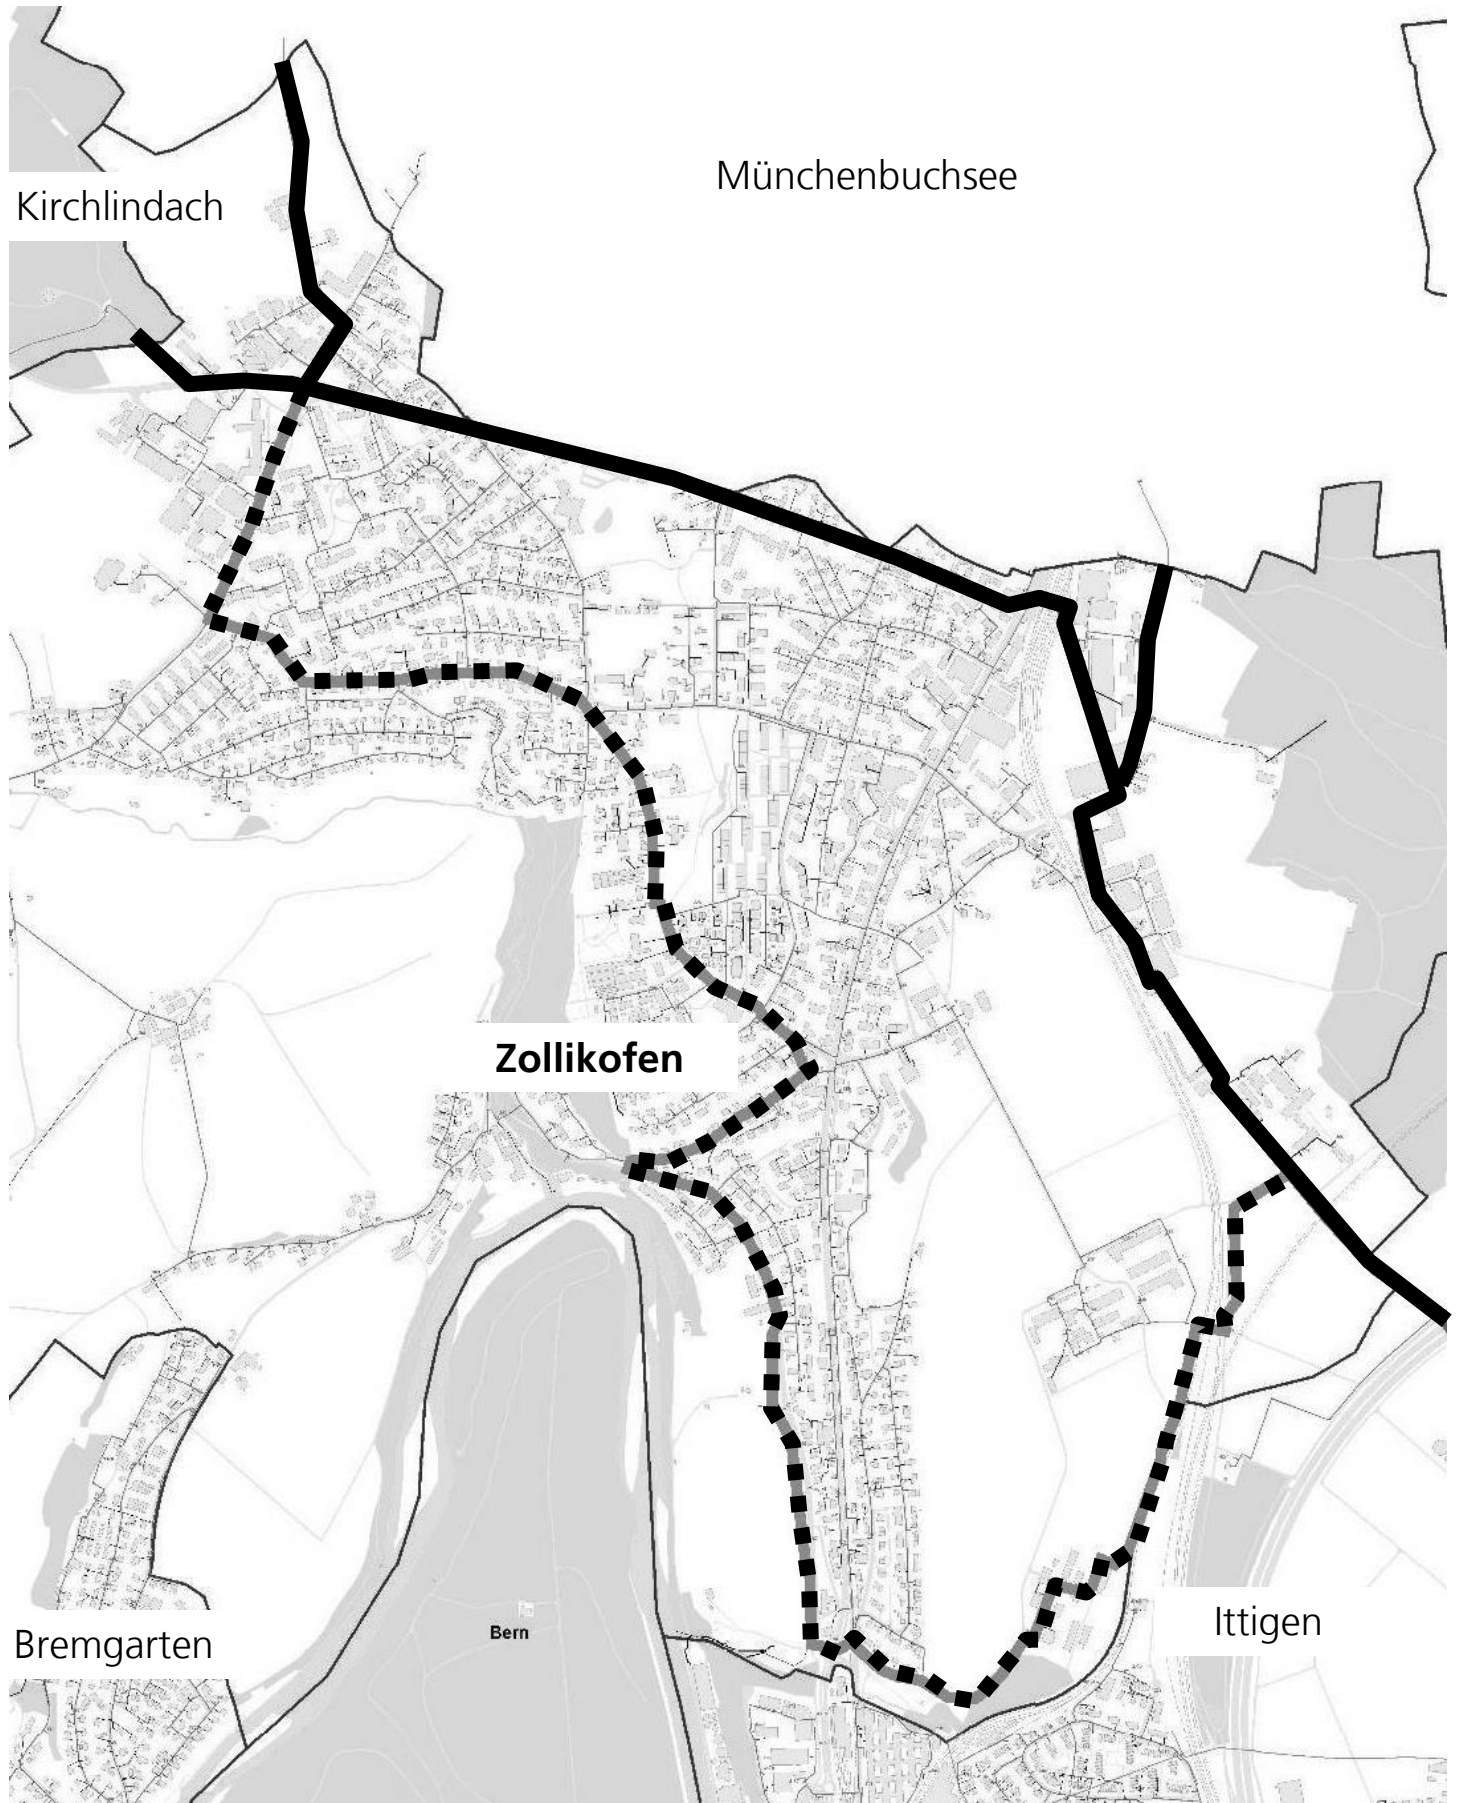 Münchenbuchsee
Kirchlindach
Zollikofen
Ittigen
Bern
Bremgarten